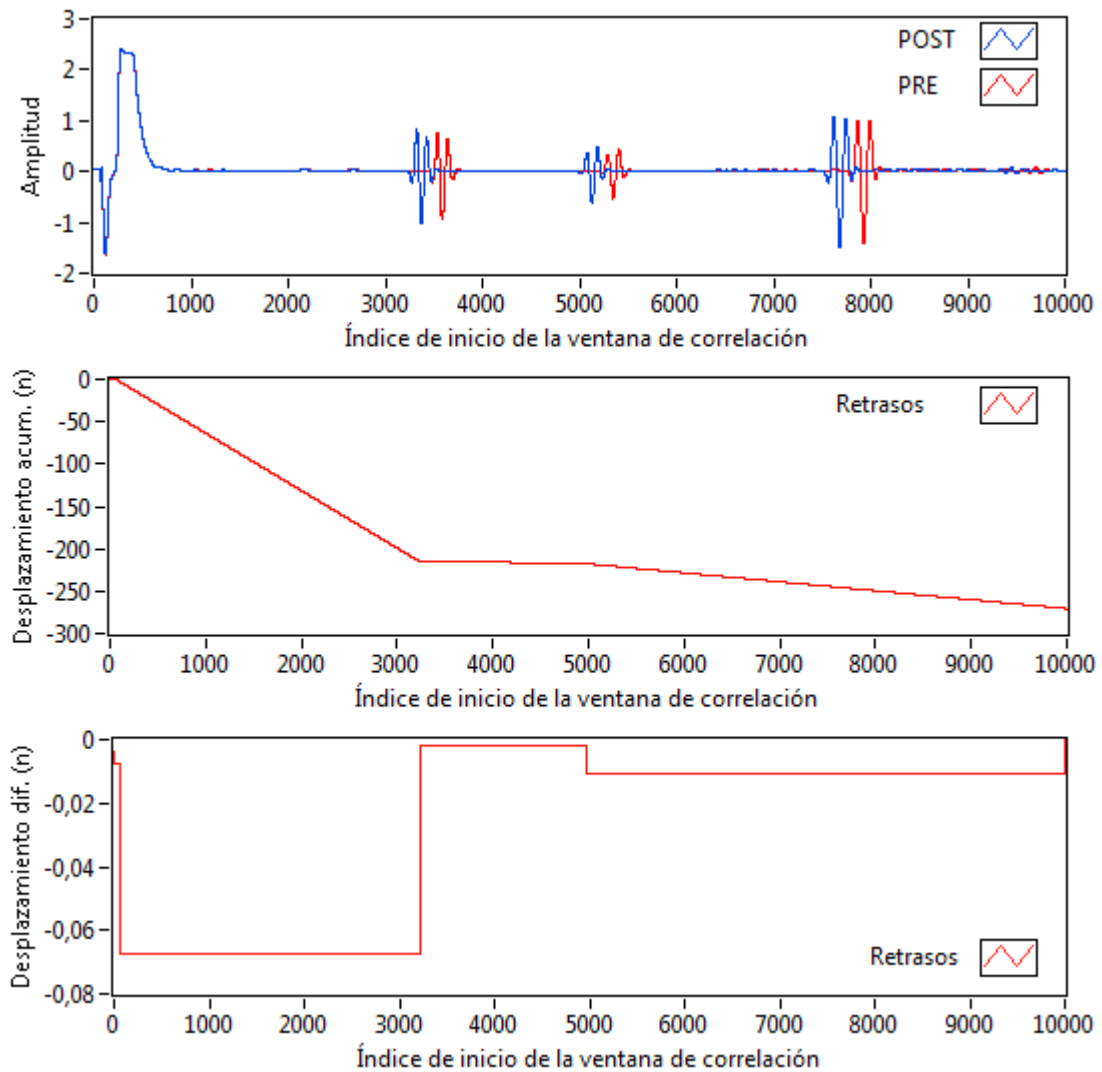 3
2
1
0
-1
-2
Amplitud
POST
PRE
0 1000 2000 3000 4000 5000 6000 7000 8000 9000 10000
Índice de inicio de la ventana de correlación
0
-50
-100
-150
-200
-250
-300
Desplazamiento acum. (n)
Retrasos
0 1000 2000 3000 4000 5000 6000 7000 8000 9000 10000
Índice de inicio de la ventana de correlación
0
-0,02
-0,04
-0,06
-0,08
Desplazamiento dif. (n)
Retrasos
0 1000 2000 3000 4000 5000 6000 7000 8000 9000 10000
Índice de inicio de la ventana de correlación